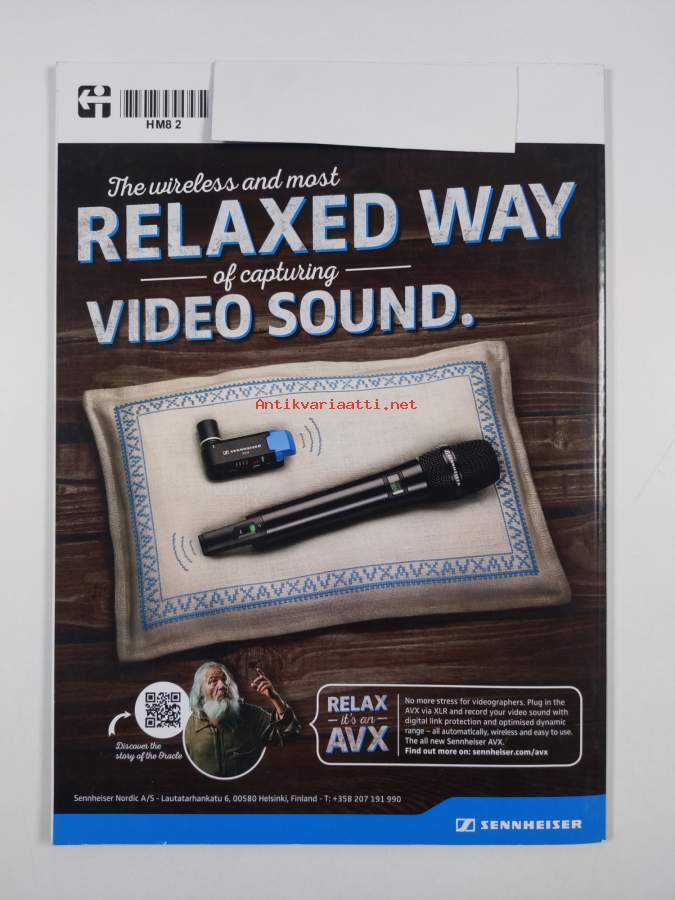 HM8 2
The wireless and most
RELAXED WAY
of capturing
VIDEO SOUND.
Antikvariaatti.net
SENNHEISER
SENNHEISER
Discover the
story of the Oracle
RELAX
it's an
AVX
No more stress for videographers. Plug in the
AVX via XLR and record your video sound with
digital link protection and optimised dynamic
range – all automatically, wireless and easy to use.
The all new Sennheiser AVX.
Find out more on: sennheiser.com/avx
Sennheiser Nordic A/S - Lautatarhankatu 6, 00580 Helsinki, Finland - T: +358 207 191 990
SENNHEISER